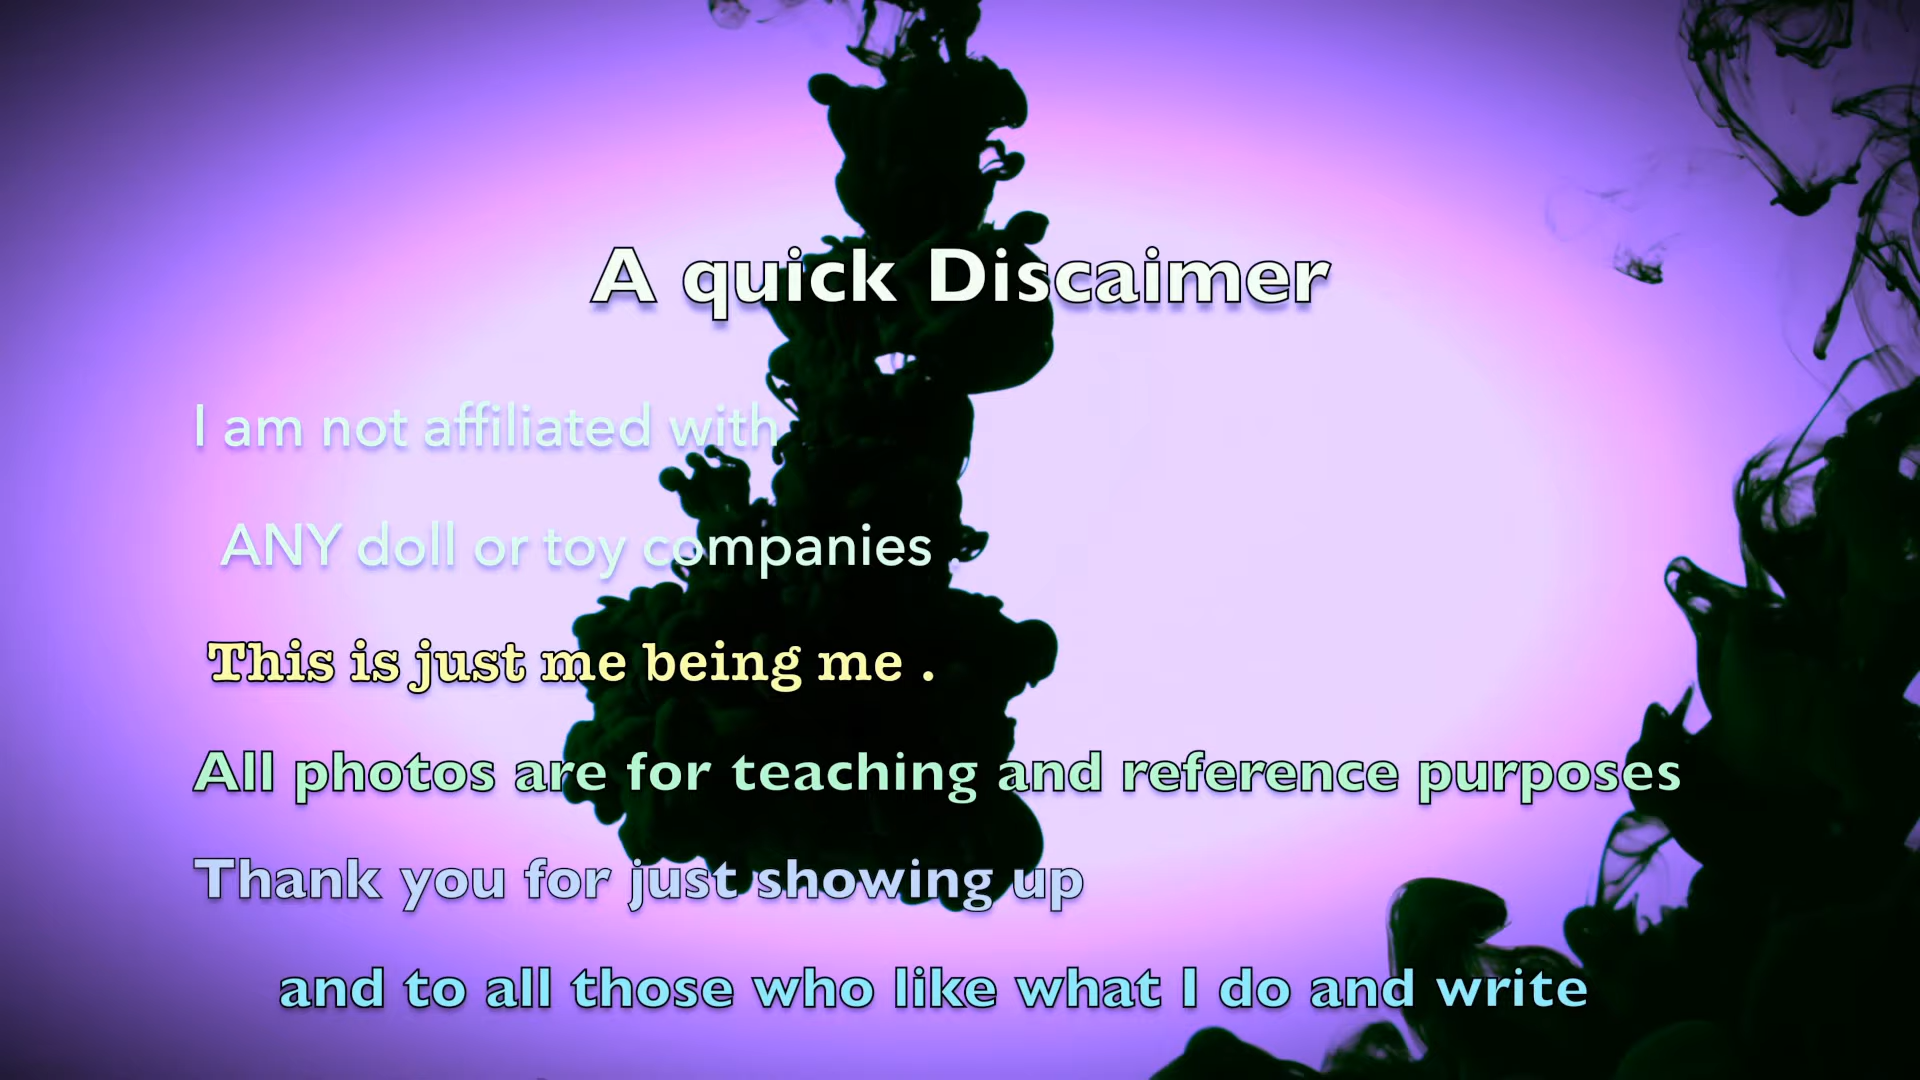 A quick Discaimer
I am not affiliated with
ANY doll or toy companies .
This is just me being me .
All photos are for teaching and reference purposes
Thank you for just showing up
and to all those who like what I do and write